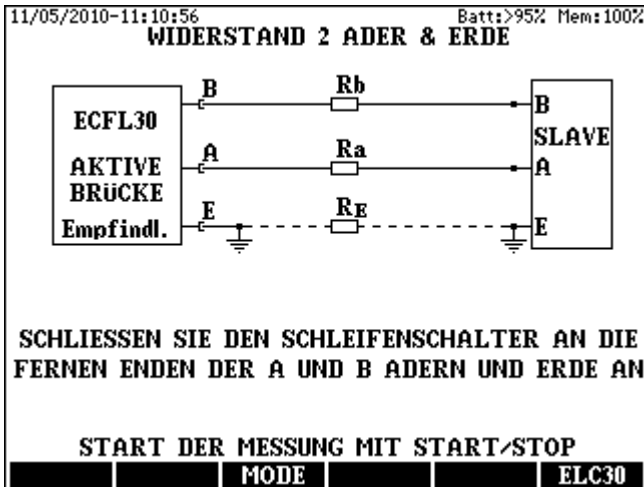 11/05/2010-11:10:56 Batt:>95% Mem:100%
WIDERSTAND 2 ADER & ERDE
B Rb B
ECFL30 SLAVE
A Ra A
AKTIVE
BRÜCKE
E RE E
Empfindl.
SCHLIESSEN SIE DEN SCHLEIFENSCHALTER AN DIE
FERNEN ENDEN DER A UND B ADERN UND ERDE AN
START DER MESSUNG MIT START/STOP
MODE ELC30